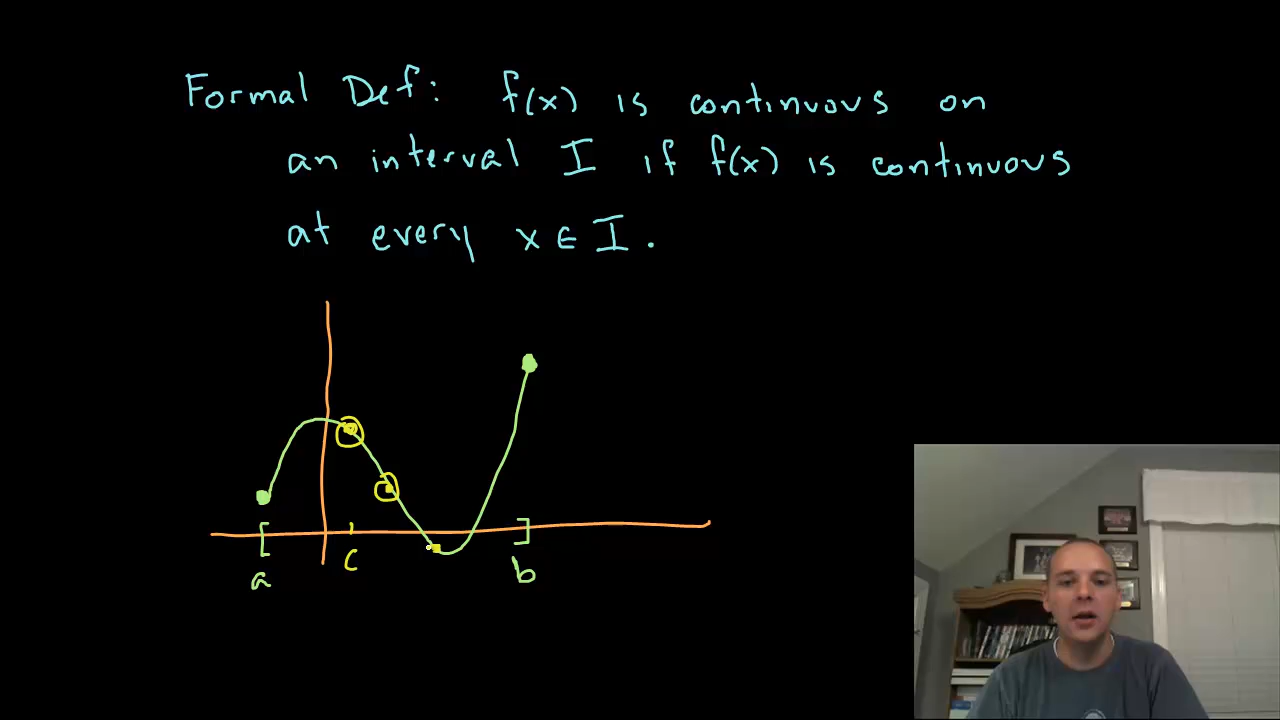 Formal Def: f(x) is continuous on
an interval I if f(x) is continuous
at every x ∈ I.
[ ]
a c b